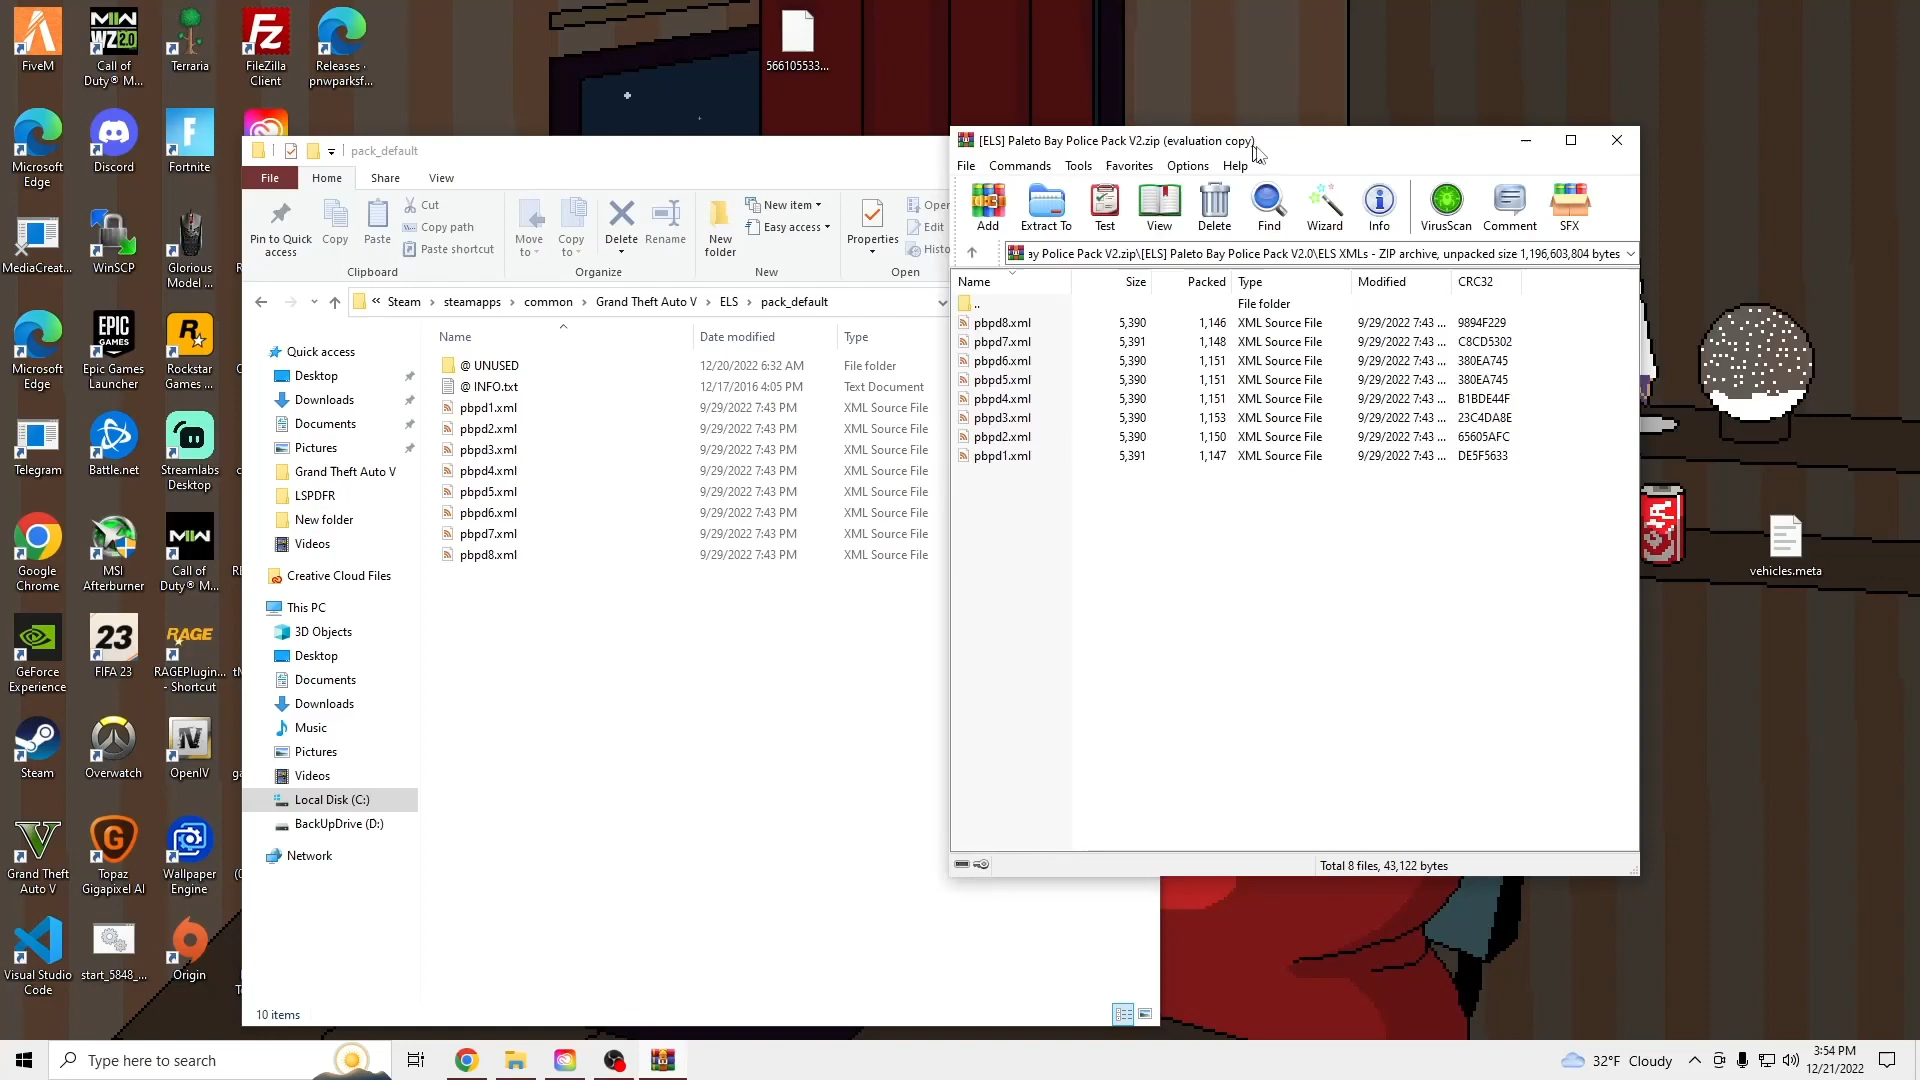 FiveM
Call of
Duty® M...
Terraria
FileZilla
Client
Releases ·
pnwparksf...
566105533...
Microsoft
Edge
Discord
Fortnite
MediaCreat...
WinSCP
Glorious
Model ...
Microsoft
Edge
Epic Games
Launcher
Rockstar
Games ...
Telegram
Battle.net
Streamlabs
Desktop
Google
Chrome
MSI
Afterburner
Call of
Duty® M...
GeForce
Experience
FIFA 23
RAGEPlugin...
- Shortcut
Steam
Overwatch
OpenIV
Grand Theft
Auto V
Topaz
Gigapixel AI
Wallpaper
Engine
Visual Studio
Code
start_5848_...
Origin
vehicles.meta
pack_default
File Home Share View
Pin to Quick
access
Copy
Paste
Cut
Copy path
Paste shortcut
Clipboard
Move
to
Copy
to
Delete
Rename
Organize
New
folder
New item
Easy access
New
Properties
Open
Edit
Histo
Open
« Steam › steamapps › common › Grand Theft Auto V › ELS › pack_default
Quick access
Desktop
Downloads
Documents
Pictures
Grand Theft Auto V
LSPDFR
New folder
Videos
Creative Cloud Files
This PC
3D Objects
Desktop
Documents
Downloads
Music
Pictures
Videos
Local Disk (C:)
BackUpDrive (D:)
Network
Name Date modified Type
@ UNUSED 12/20/2022 6:32 AM File folder
@ INFO.txt 12/17/2016 4:05 PM Text Document
pbpd1.xml 9/29/2022 7:43 PM XML Source File
pbpd2.xml 9/29/2022 7:43 PM XML Source File
pbpd3.xml 9/29/2022 7:43 PM XML Source File
pbpd4.xml 9/29/2022 7:43 PM XML Source File
pbpd5.xml 9/29/2022 7:43 PM XML Source File
pbpd6.xml 9/29/2022 7:43 PM XML Source File
pbpd7.xml 9/29/2022 7:43 PM XML Source File
pbpd8.xml 9/29/2022 7:43 PM XML Source File
10 items
[ELS] Paleto Bay Police Pack V2.zip (evaluation copy)
File Commands Tools Favorites Options Help
Add Extract To Test View Delete Find Wizard Info VirusScan Comment SFX
ay Police Pack V2.zip\[ELS] Paleto Bay Police Pack V2.0\ELS XMLs - ZIP archive, unpacked size 1,196,603,804 bytes
Name Size Packed Type Modified CRC32
.. File folder
pbpd8.xml 5,390 1,146 XML Source File 9/29/2022 7:43 ... 9894F229
pbpd7.xml 5,391 1,148 XML Source File 9/29/2022 7:43 ... C8CD5302
pbpd6.xml 5,390 1,151 XML Source File 9/29/2022 7:43 ... 380EA745
pbpd5.xml 5,390 1,151 XML Source File 9/29/2022 7:43 ... 380EA745
pbpd4.xml 5,390 1,151 XML Source File 9/29/2022 7:43 ... B1BDE44F
pbpd3.xml 5,390 1,153 XML Source File 9/29/2022 7:43 ... 23C4DA8E
pbpd2.xml 5,390 1,150 XML Source File 9/29/2022 7:43 ... 65605AFC
pbpd1.xml 5,391 1,147 XML Source File 9/29/2022 7:43 ... DE5F5633
Total 8 files, 43,122 bytes
Type here to search
32°F Cloudy
3:54 PM
12/21/2022